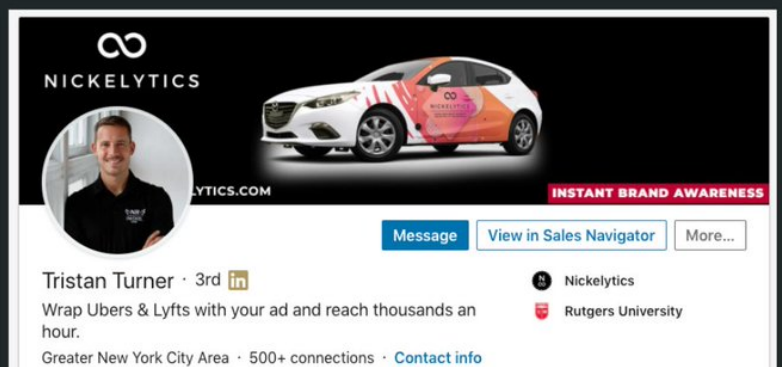 NICKELYTICS
LYTICS.COM
INSTANT BRAND AWARENESS
NICKELYTICS
Message
View in Sales Navigator
More...
Tristan Turner · 3rd in
Nickelytics
Wrap Ubers & Lyfts with your ad and reach thousands an
hour.
Rutgers University
Greater New York City Area · 500+ connections · Contact info